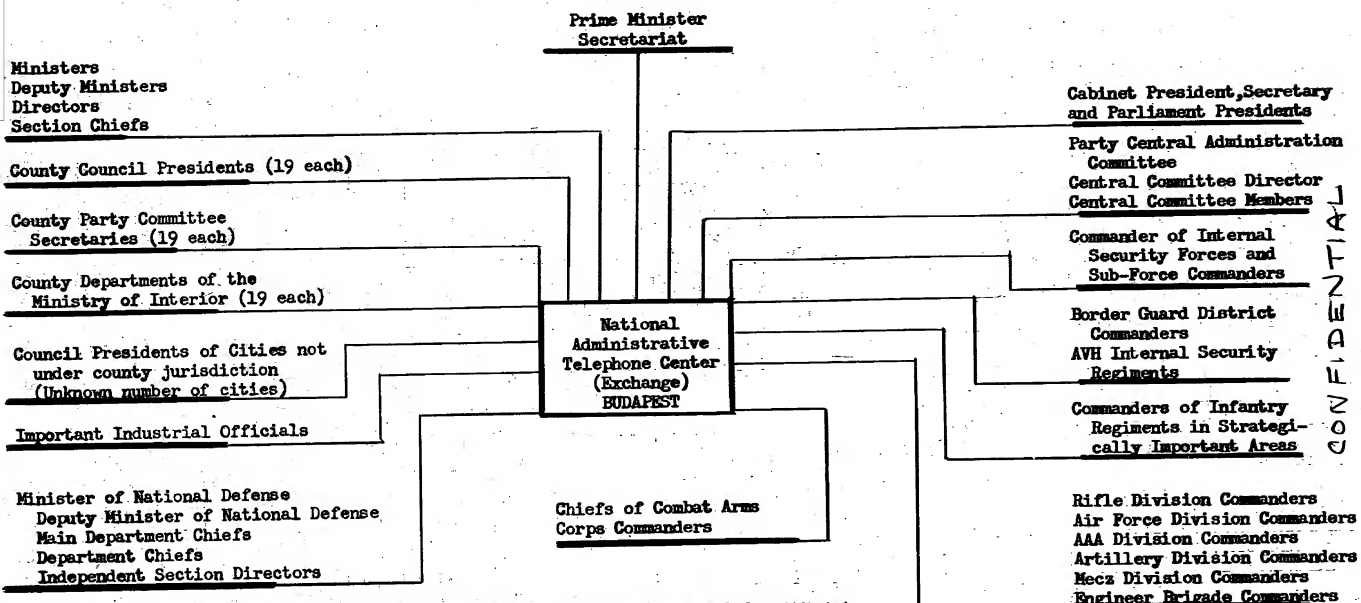 Prime Minister
Secretariat
Ministers
Deputy Ministers
Directors
Section Chiefs
County Council Presidents (19 each)
County Party Committee
Secretaries (19 each)
County Departments of the
Ministry of Interior (19 each)
Council Presidents of Cities not
under county jurisdiction
(Unknown number of cities)
Important Industrial Officials
Minister of National Defense
Deputy Minister of National Defense
Main Department Chiefs
Department Chiefs
Independent Section Directors
National
Administrative
Telephone Center
(Exchange)
BUDAPEST
Chiefs of Combat Arms
Corps Commanders
Cabinet President,Secretary
and Parliament Presidents
Party Central Administration
Committee
Central Committee Director
Central Committee Members
Commander of Internal
Security Forces and
Sub-Force Commanders
Border Guard District
Commanders
AVH Internal Security
Regiments
Commanders of Infantry
Regiments in Strategi-
cally Important Areas
Rifle Division Commanders
Air Force Division Commanders
AAA Division Commanders
Artillery Division Commanders
Mecz Division Commanders
Engineer Brigade Commanders
CONFIDENTIAL